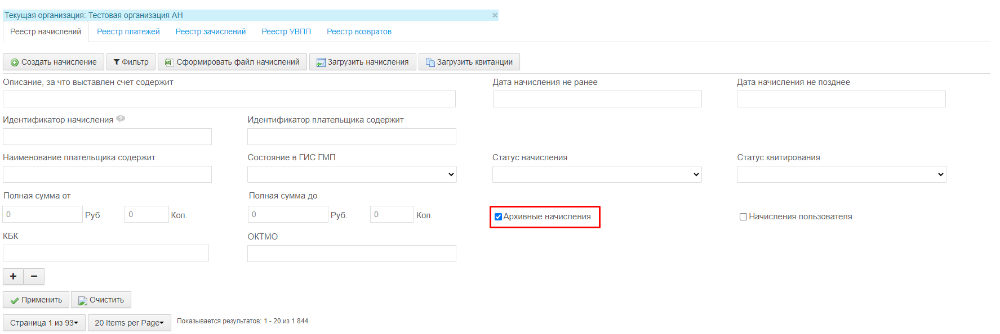 Текущая организация: Тестовая организация АН
Реестр начислений Реестр платежей Реестр зачислений Реестр УВПП Реестр возвратов
Создать начисление Фильтр Сформировать файл начислений Загрузить начисления Загрузить квитанции
Описание, за что выставлен счет содержит Дата начисления не ранее Дата начисления не позднее
Идентификатор начисления ? Идентификатор плательщика содержит
Наименование плательщика содержит Состояние в ГИС ГМП Статус начисления Статус квитирования
Полная сумма от Полная сумма до
0 Руб. 0 Коп. 0 Руб. 0 Коп. Архивные начисления Начисления пользователя
КБК ОКТМО
+ −
Применить Очистить
Страница 1 из 93 20 Items per Page Показывается результатов: 1 - 20 из 1 844.